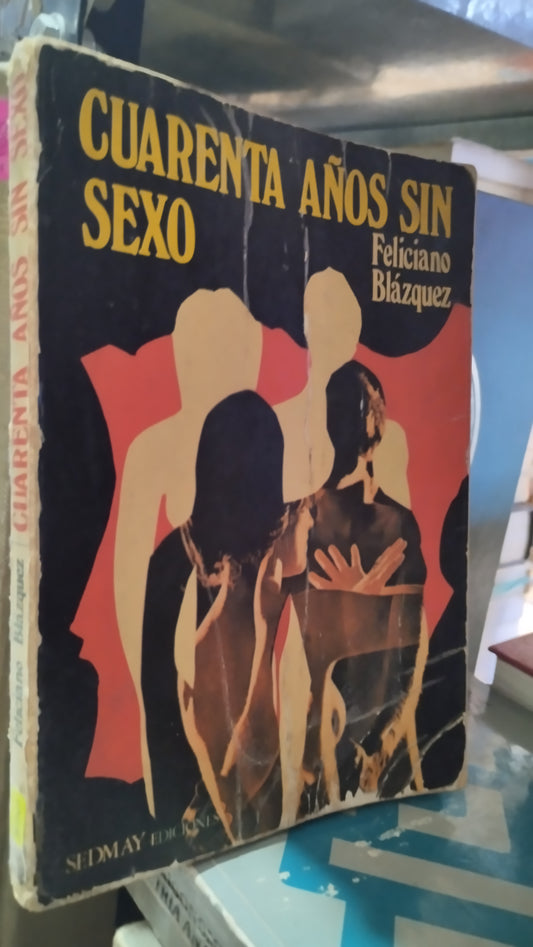 CUARENTA AÑOS SIN
SEXO
Feliciano
Blázquez
SEDMAY EDICIONES
Feliciano Blázquez CUARENTA AÑOS SIN SEXO